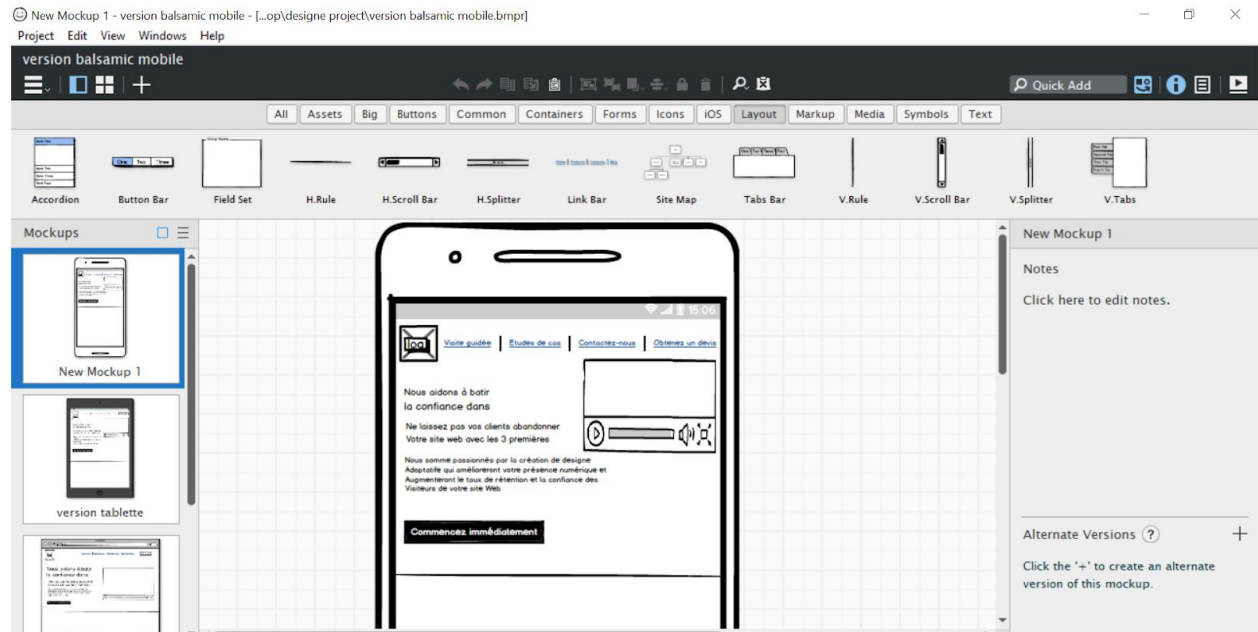 New Mockup 1 - version balsamic mobile - [...op\designe project\version balsamic mobile.bmpr]
Project Edit View Windows Help
version balsamic mobile
Quick Add
All Assets Big Buttons Common Containers Forms Icons iOS Layout Markup Media Symbols Text
One Two Three
Accordion Button Bar Field Set H.Rule H.Scroll Bar H.Splitter Link Bar Site Map Tabs Bar V.Rule V.Scroll Bar V.Splitter V.Tabs
Mockups
New Mockup 1
version tablette
15:06
Visite guidée Etudes de cas Contactez-nous Obtenez un devis
Nous aidons à batir
la confiance dans
Ne laissez pas vos clients abandonner
Votre site web avec les 3 premières
Nous somme passionnés par la création de designe
Adaptatife qui amélioreront votre présence numérique et
Augmenteront le taux de rétention et la confiance des
Visiteurs de votre site Web
Commencez immédiatement
New Mockup 1
Notes
Click here to edit notes.
Alternate Versions ?
Click the '+' to create an alternate
version of this mockup.